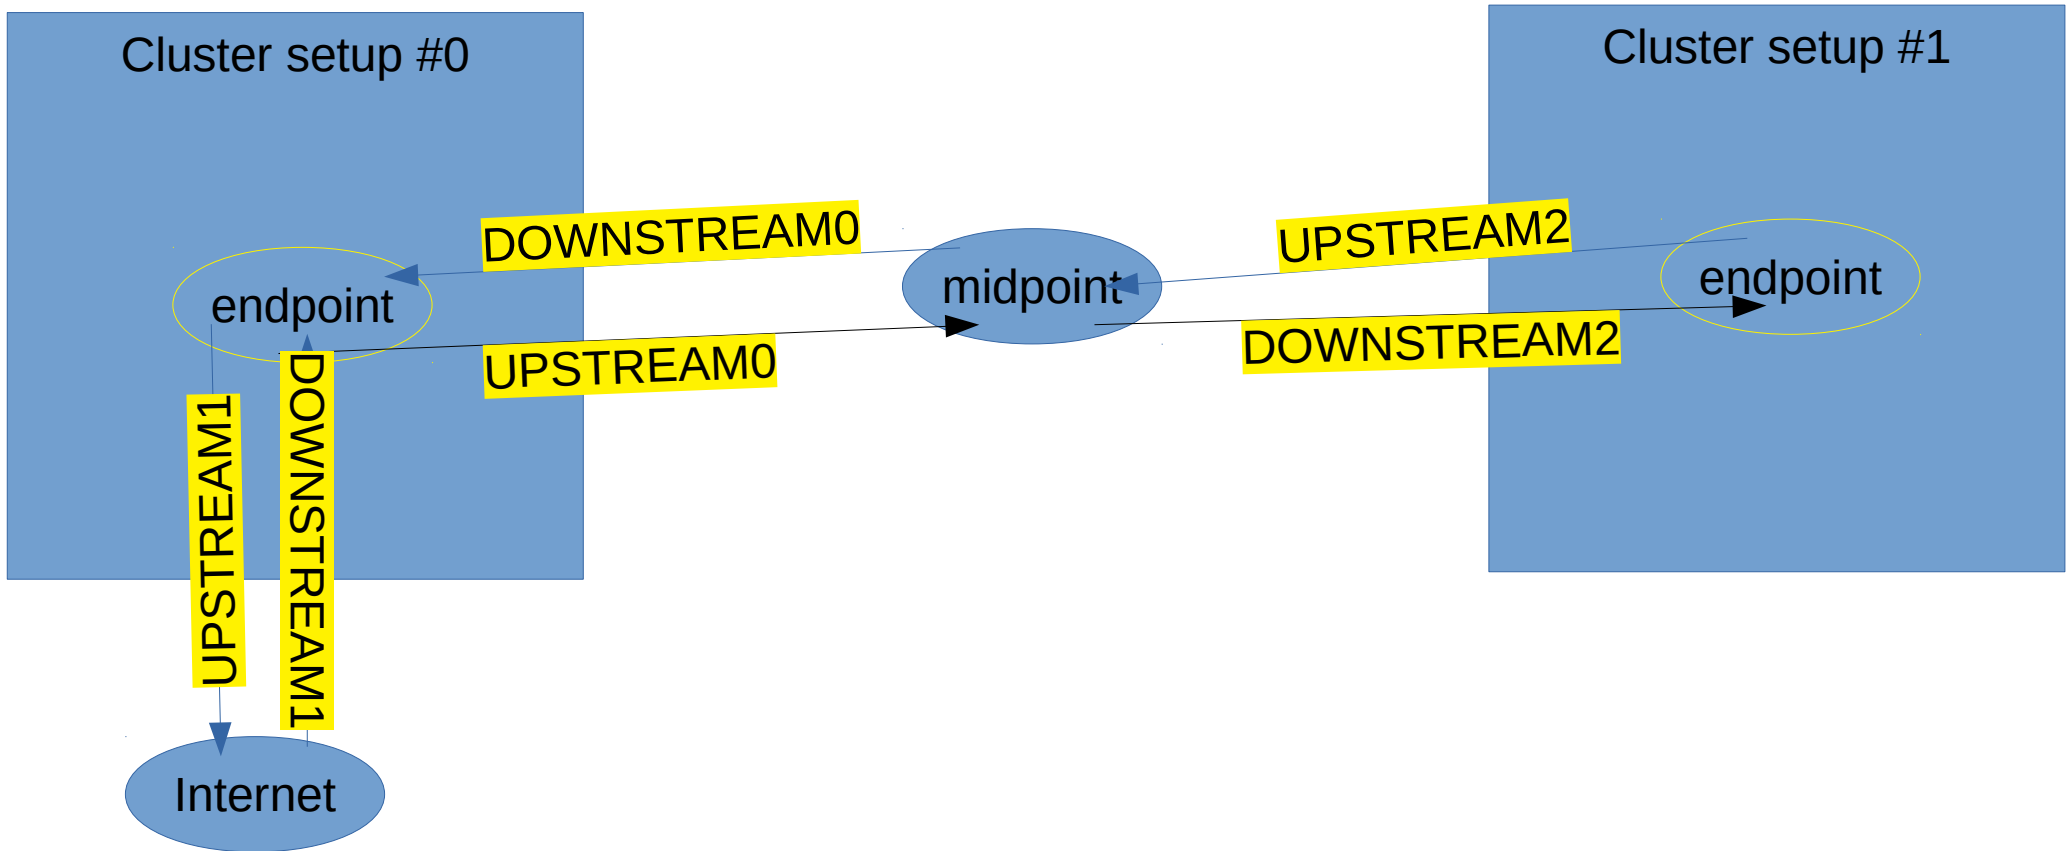 Cluster setup #0
Cluster setup #1
DOWNSTREAM0
UPSTREAM2
endpoint
midpoint
endpoint
UPSTREAM0
DOWNSTREAM2
UPSTREAM1
DOWNSTREAM1
Internet